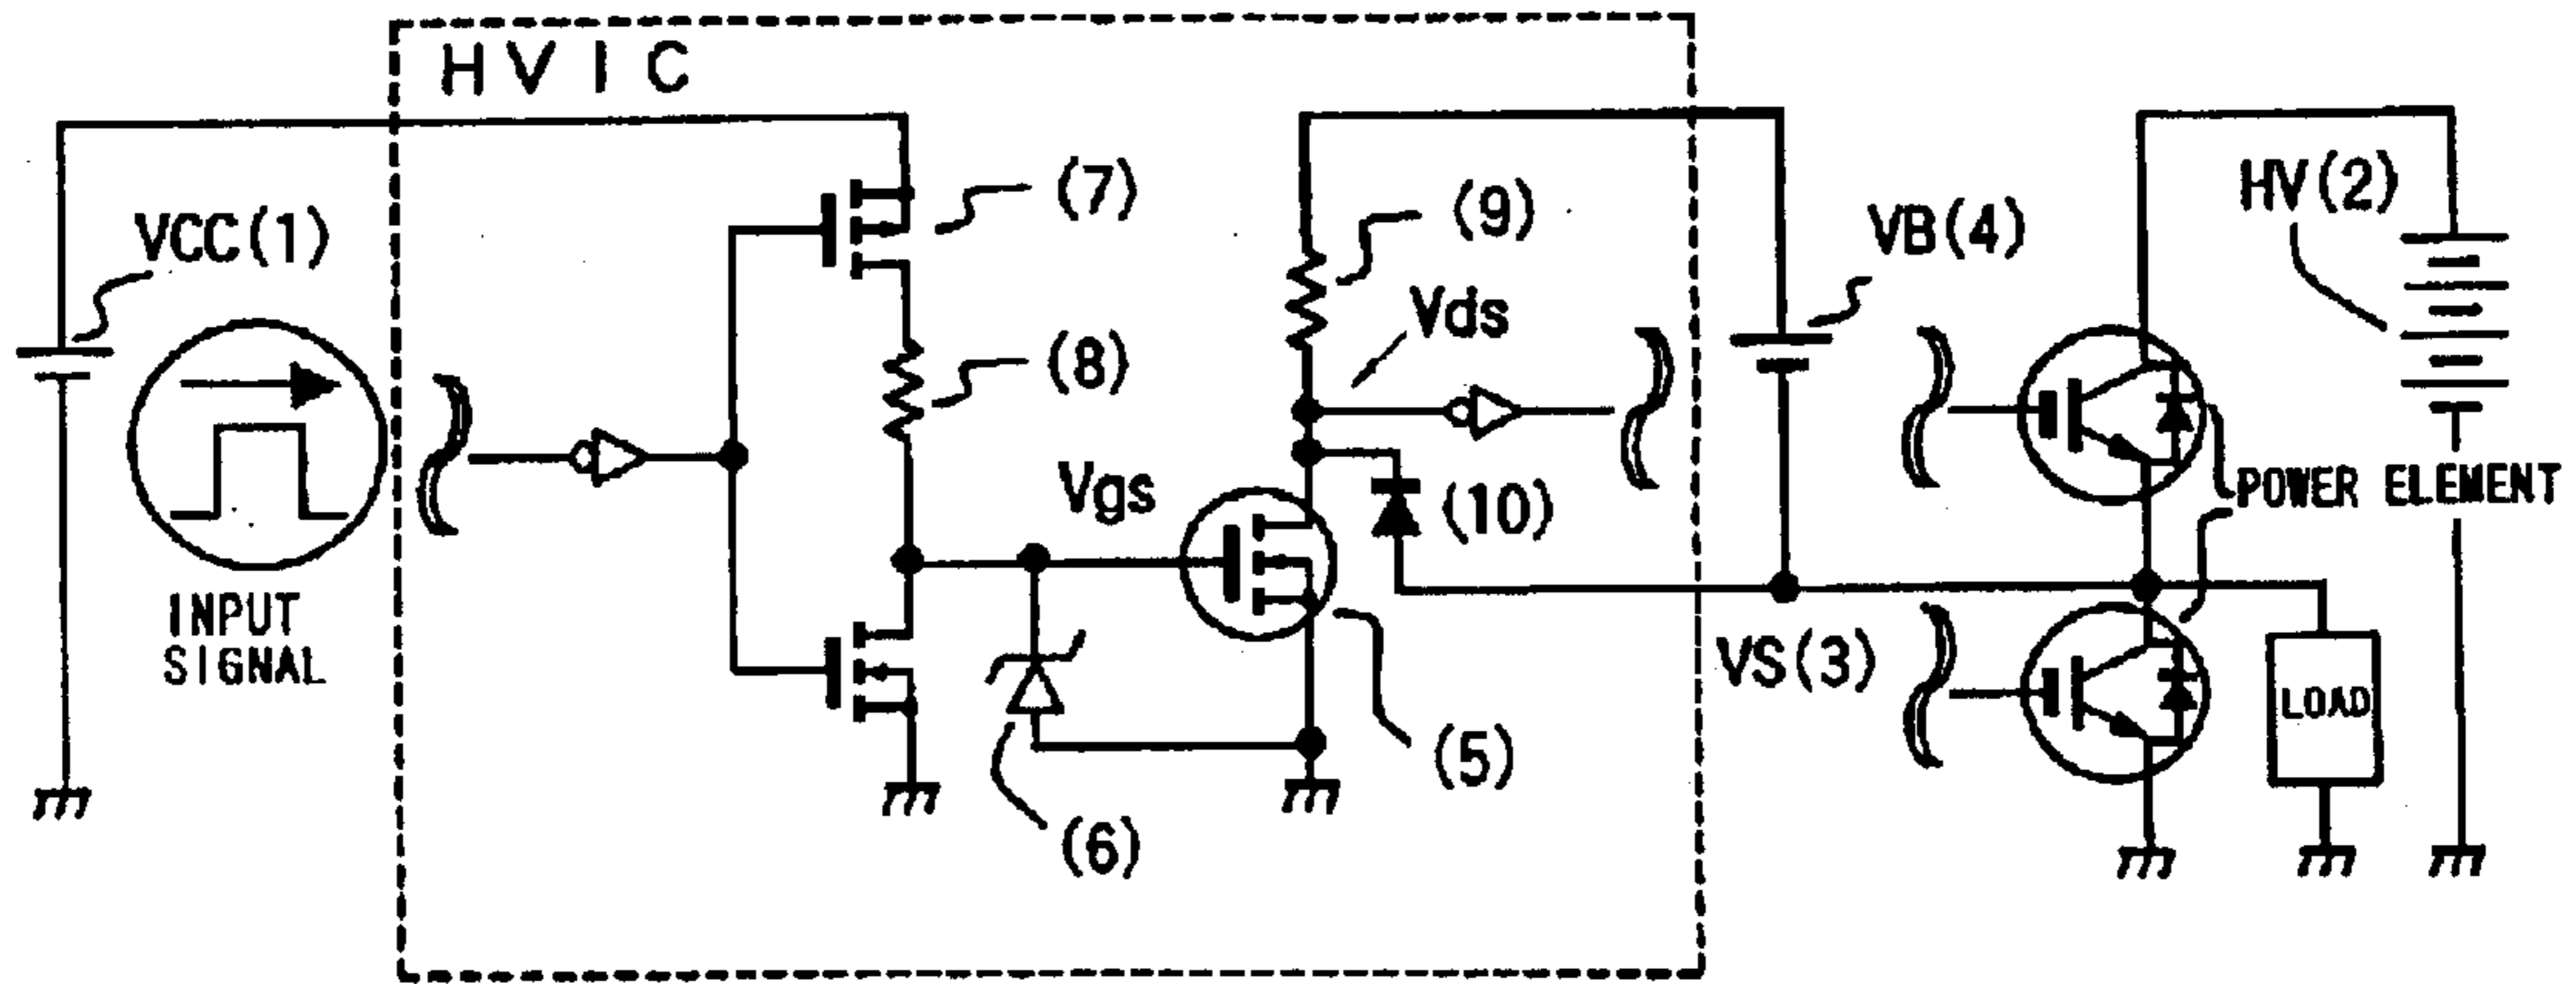 HVIC
(7)
VCC(1)
(9)
VB(4)
HV(2)
Vds
(8)
Vgs
(10)
POWER ELEMENT
INPUT
SIGNAL
VS(3)
LOAD
(5)
(6)